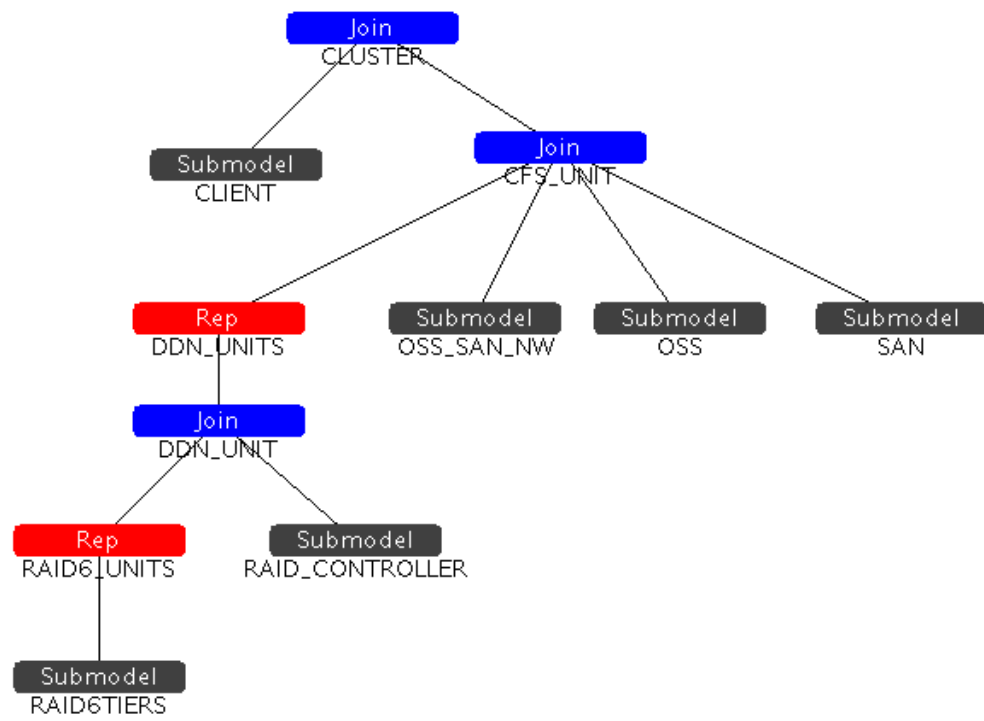 Join
CLUSTER
Submodel
CLIENT
Join
CFS_UNIT
Rep
DDN_UNITS
Submodel
OSS_SAN_NW
Submodel
OSS
Submodel
SAN
Join
DDN_UNIT
Rep
RAID6_UNITS
Submodel
RAID_CONTROLLER
Submodel
RAID6TIERS